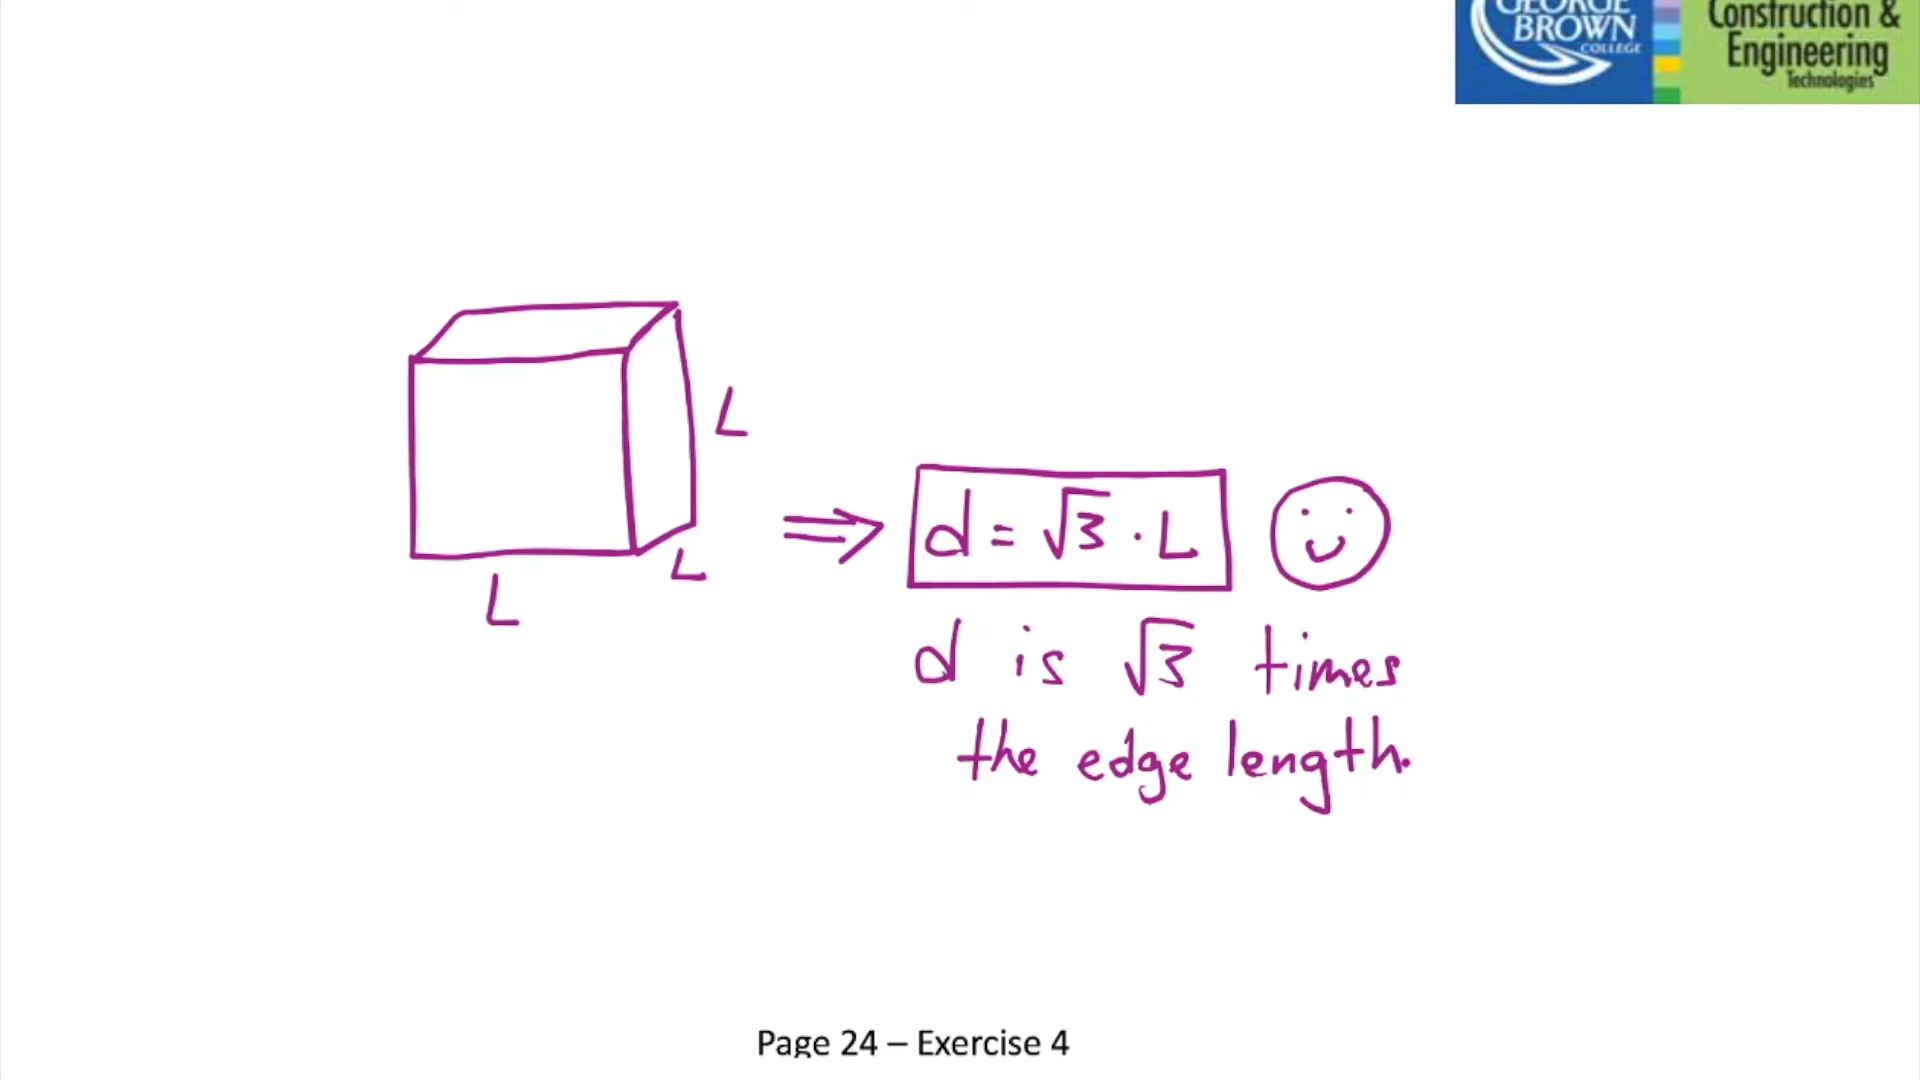 GEORGE
BROWN
COLLEGE
Construction &
Engineering
Technologies
L
L
L
⇒ d = √3 · L
d is √3 times
the edge length.
Page 24 – Exercise 4